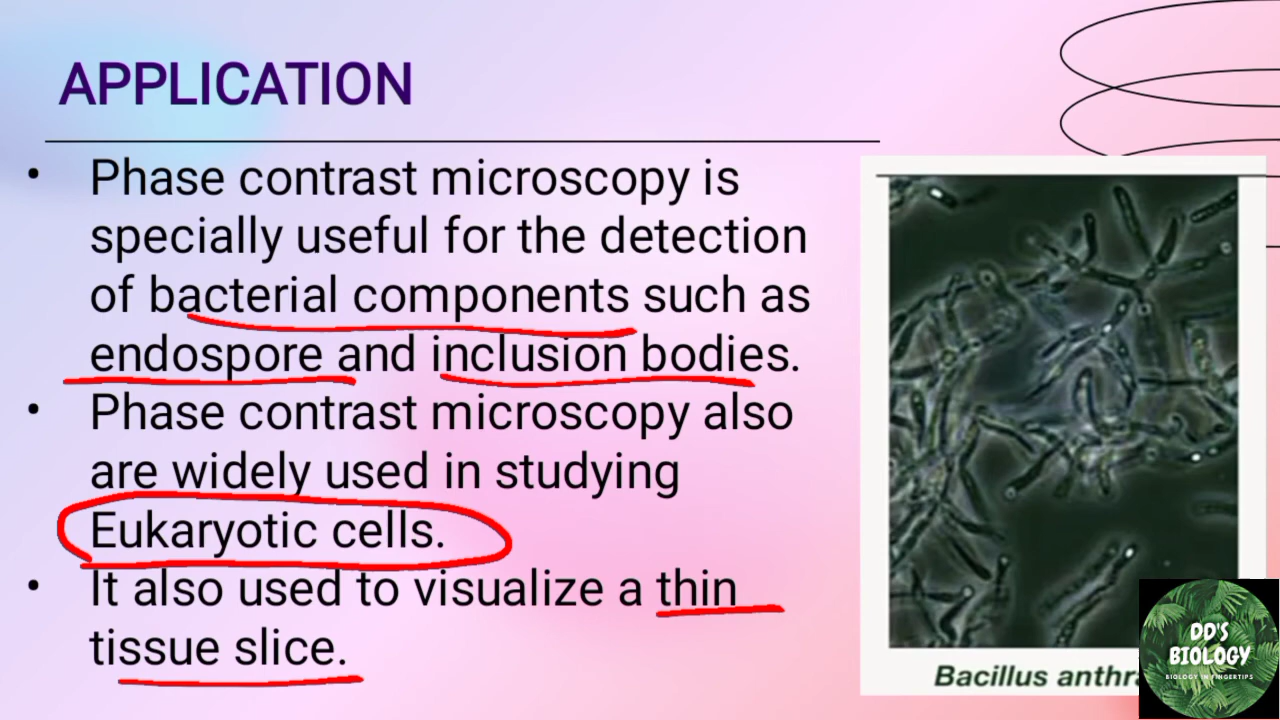 APPLICATION
• Phase contrast microscopy is
specially useful for the detection
of bacterial components such as
endospore and inclusion bodies.
• Phase contrast microscopy also
are widely used in studying
Eukaryotic cells.
• It also used to visualize a thin
tissue slice.
Bacillus anthra
DD'S
BIOLOGY
BIOLOGY IN FINGERTIPS